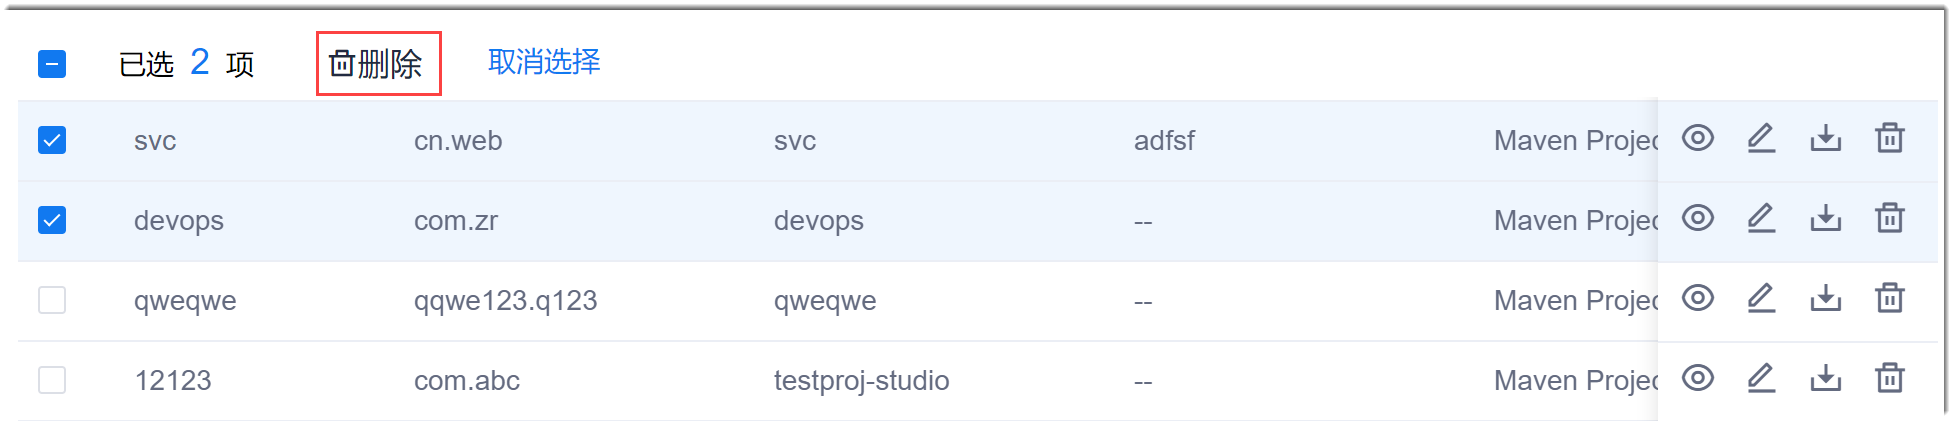 已选 2 项 删除 取消选择
svc cn.web svc adfsf Maven Projec
devops com.zr devops -- Maven Projec
qweqwe qqwe123.q123 qweqwe -- Maven Projec
12123 com.abc testproj-studio -- Maven Projec